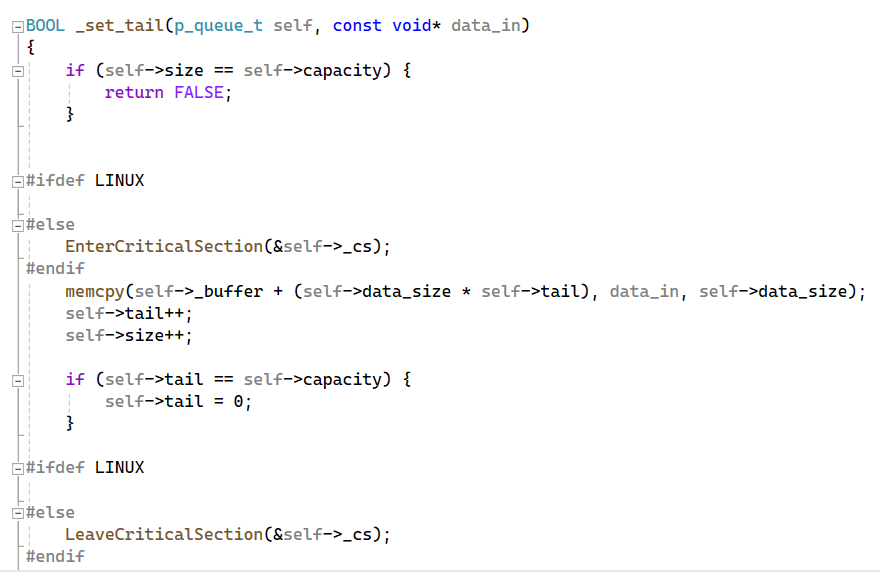 BOOL _set_tail(p_queue_t self, const void* data_in)
{
    if (self->size == self->capacity) {
        return FALSE;
    }
#ifdef LINUX
#else
    EnterCriticalSection(&self->_cs);
#endif
    memcpy(self->_buffer + (self->data_size * self->tail), data_in, self->data_size);
    self->tail++;
    self->size++;
    if (self->tail == self->capacity) {
        self->tail = 0;
    }
#ifdef LINUX
#else
    LeaveCriticalSection(&self->_cs);
#endif